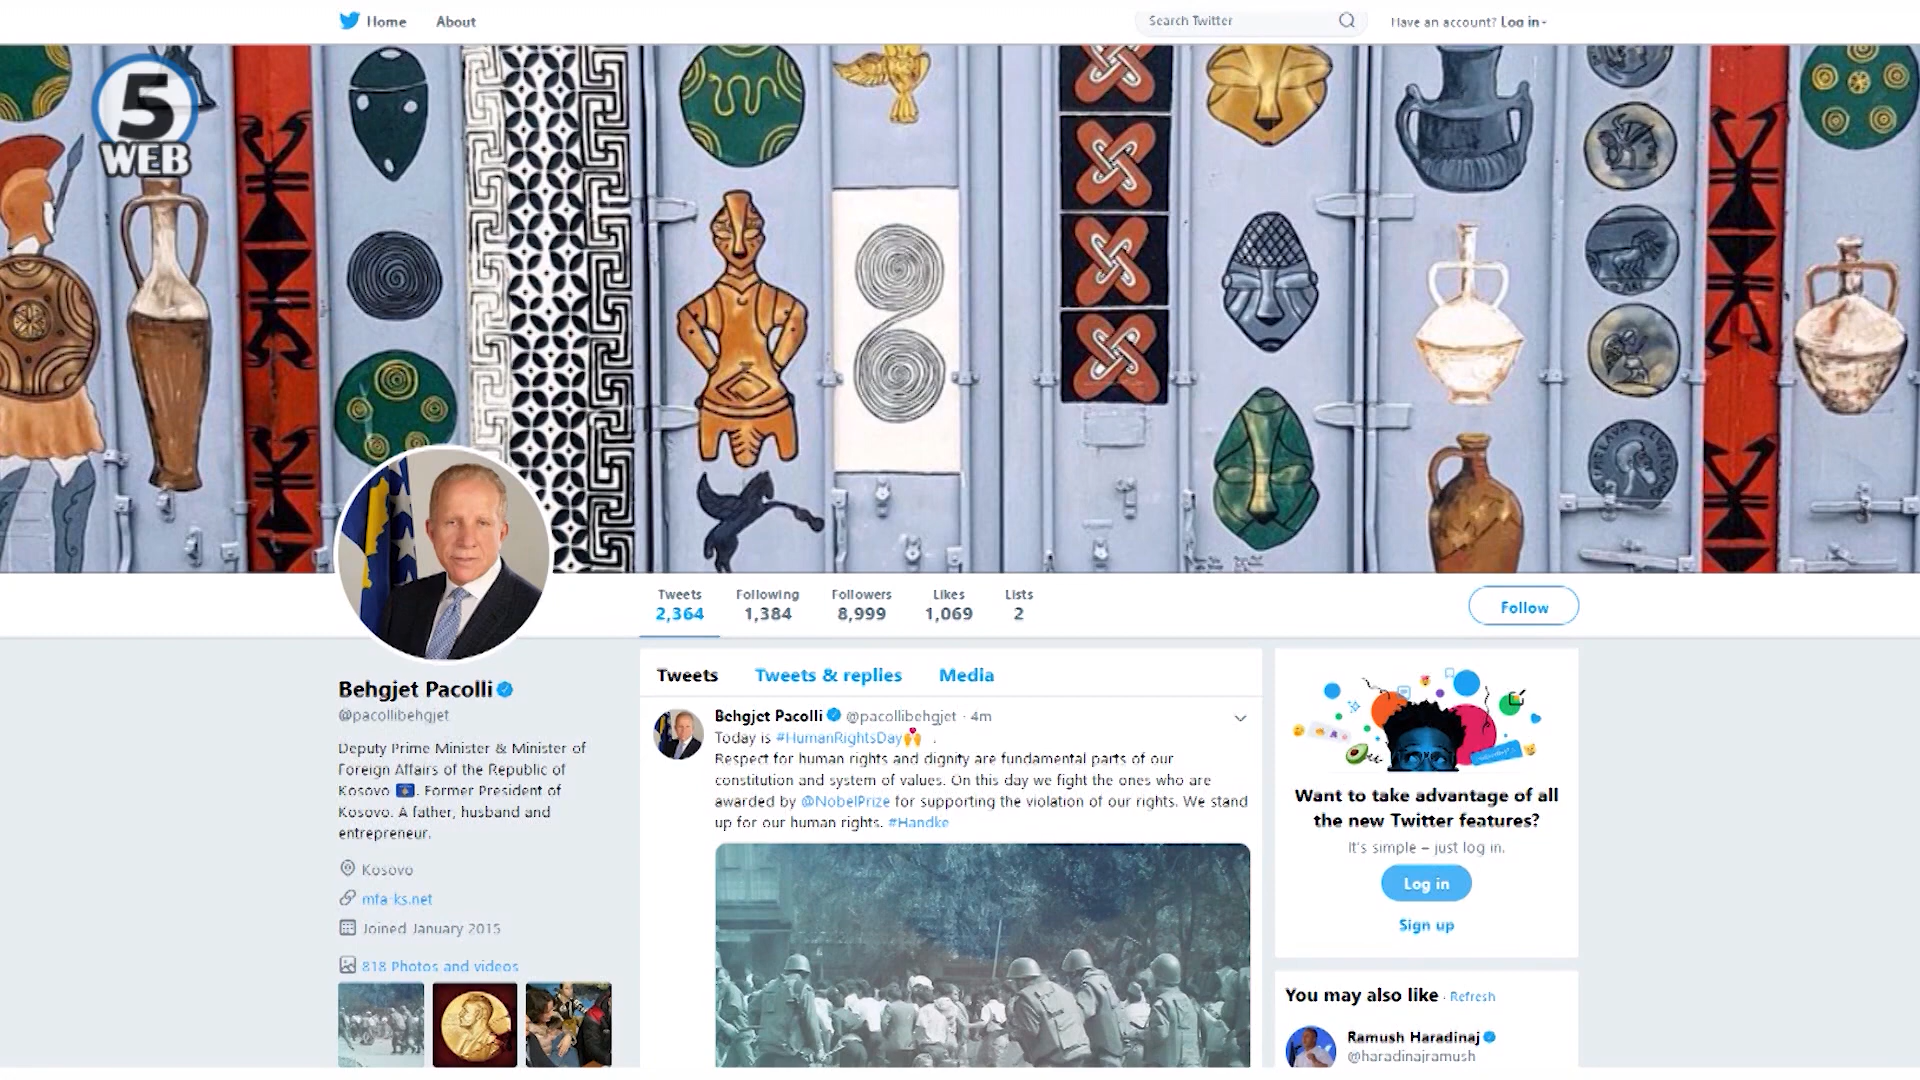 Home
About
Search Twitter
Have an account? Log in
5
WEB
Tweets
2,364
Following
1,384
Followers
8,999
Likes
1,069
Lists
2
Follow
Behgjet Pacolli
@pacollibehgjet
Deputy Prime Minister & Minister of
Foreign Affairs of the Republic of
Kosovo . Former President of
Kosovo. A father, husband and
entrepreneur.
Kosovo
mfa-ks.net
Joined January 2015
818 Photos and videos
Tweets
Tweets & replies
Media
Behgjet Pacolli @pacollibehgjet · 4m
Today is #HumanRightsDay .
Respect for human rights and dignity are fundamental parts of our
constitution and system of values. On this day we fight the ones who are
awarded by @NobelPrize for supporting the violation of our rights. We stand
up for our human rights. #Handke
Want to take advantage of all
the new Twitter features?
It's simple – just log in.
Log in
Sign up
You may also like · Refresh
Ramush Haradinaj
@haradinajramush